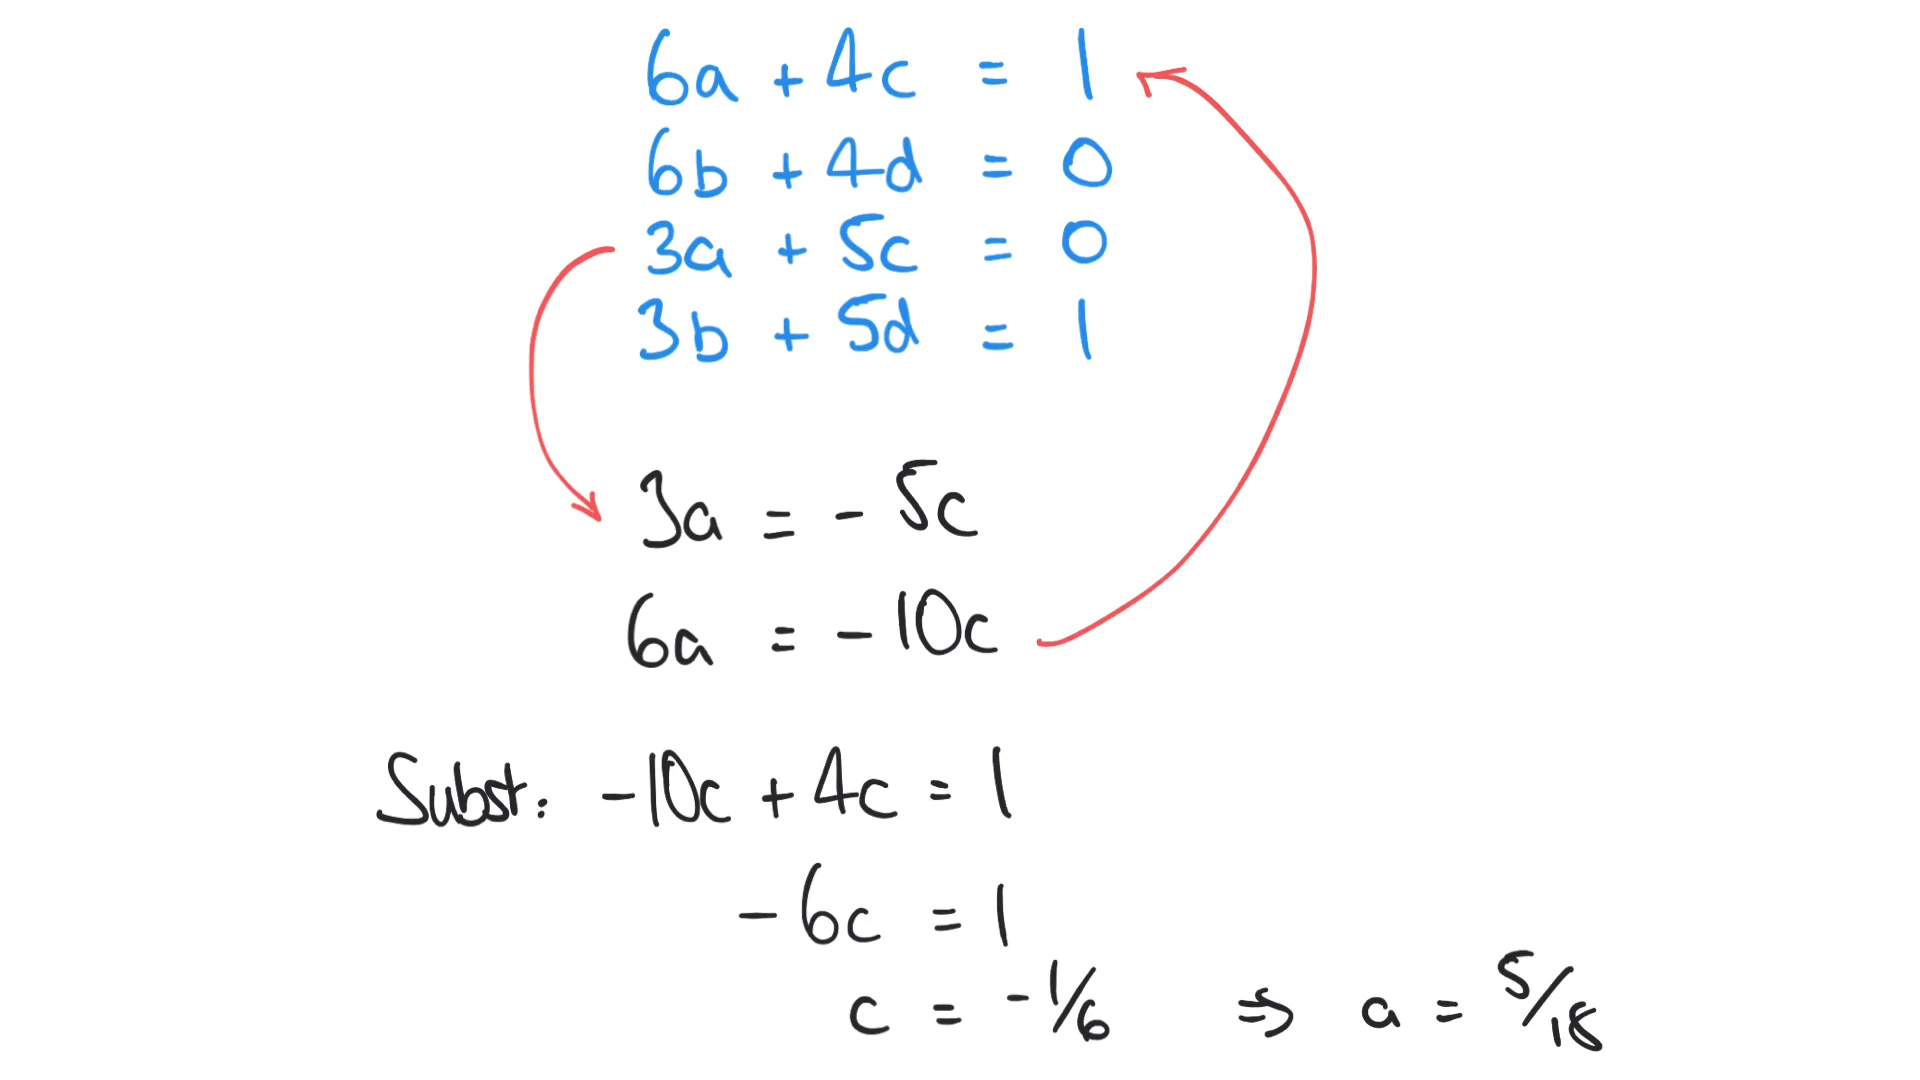 6a + 4c = 1
6b + 4d = 0
3a + 5c = 0
3b + 5d = 1
3a = - 5c
6a = - 10c
Subst: -10c + 4c = 1
- 6c = 1
c = - 1/6 ⇒ a = 5/18